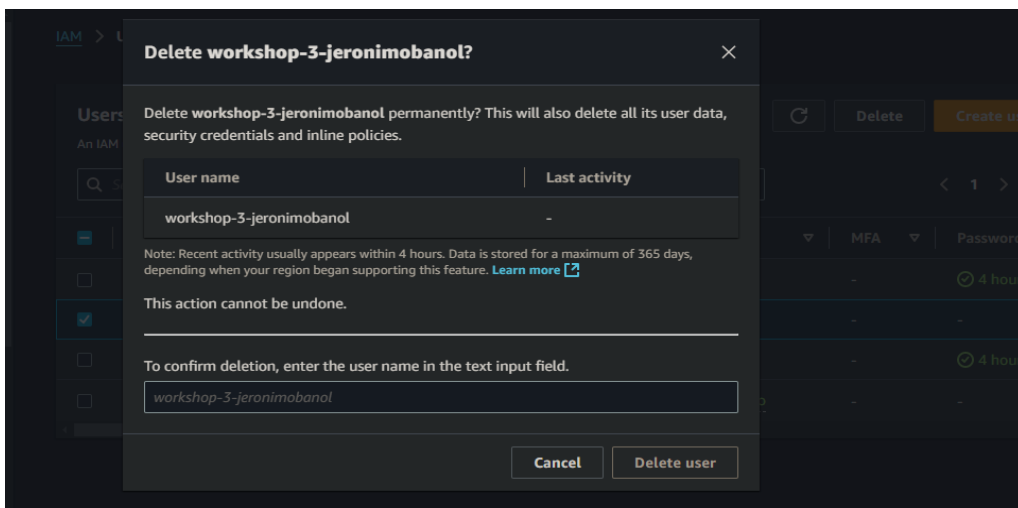 IAM >
Delete workshop-3-jeronimobanol?
Users
Delete workshop-3-jeronimobanol permanently? This will also delete all its user data,
security credentials and inline policies.
Delete
Create u
An IAM
User name
Last activity
1
workshop-3-jeronimobanol
-
Note: Recent activity usually appears within 4 hours. Data is stored for a maximum of 365 days,
depending when your region began supporting this feature. Learn more
MFA
Password
This action cannot be undone.
-
4 hou
-
-
To confirm deletion, enter the user name in the text input field.
-
4 hou
workshop-3-jeronimobanol
-
-
Cancel
Delete user